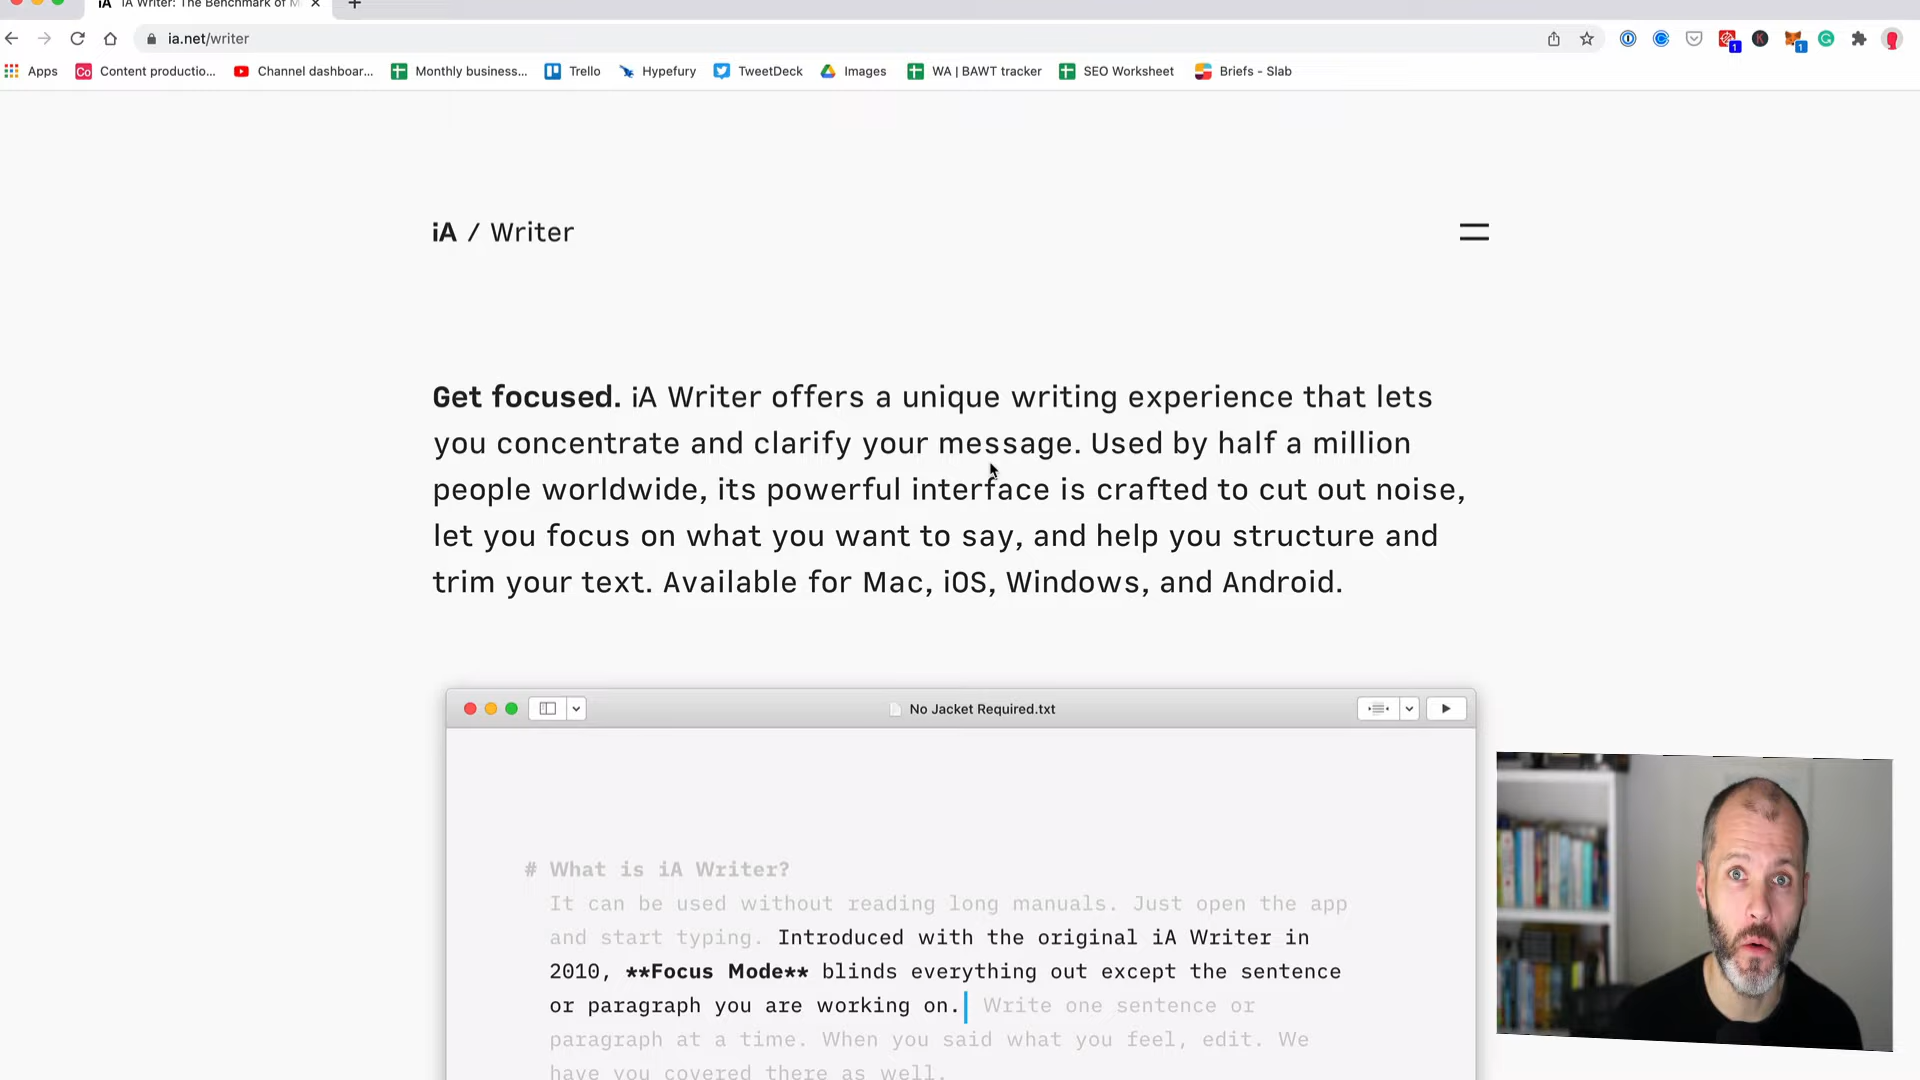 iA iA Writer: The Benchmark of M
ia.net/writer
1
K
1
Apps
Co Content productio...
Channel dashboar...
Monthly business...
Trello
Hypefury
TweetDeck
Images
WA | BAWT tracker
SEO Worksheet
Briefs - Slab
iA / Writer
Get focused. iA Writer offers a unique writing experience that lets
you concentrate and clarify your message. Used by half a million
people worldwide, its powerful interface is crafted to cut out noise,
let you focus on what you want to say, and help you structure and
trim your text. Available for Mac, iOS, Windows, and Android.
No Jacket Required.txt
# What is iA Writer?
It can be used without reading long manuals. Just open the app
and start typing. Introduced with the original iA Writer in
2010, **Focus Mode** blinds everything out except the sentence
or paragraph you are working on. Write one sentence or
paragraph at a time. When you said what you feel, edit. We
have you covered there as well.